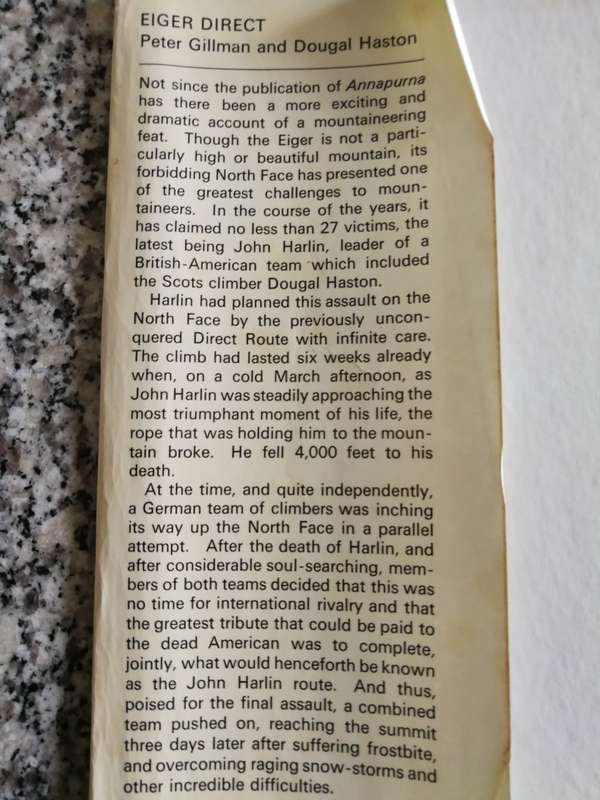 EIGER DIRECT
Peter Gillman and Dougal Haston
Not since the publication of Annapurna
has there been a more exciting and
dramatic account of a mountaineering
feat. Though the Eiger is not a parti-
cularly high or beautiful mountain, its
forbidding North Face has presented one
of the greatest challenges to moun-
taineers. In the course of the years, it
has claimed no less than 27 victims, the
latest being John Harlin, leader of a
British-American team which included
the Scots climber Dougal Haston.
Harlin had planned this assault on the
North Face by the previously uncon-
quered Direct Route with infinite care.
The climb had lasted six weeks already
when, on a cold March afternoon, as
John Harlin was steadily approaching the
most triumphant moment of his life, the
rope that was holding him to the moun-
tain broke. He fell 4,000 feet to his
death.
At the time, and quite independently,
a German team of climbers was inching
its way up the North Face in a parallel
attempt. After the death of Harlin, and
after considerable soul-searching, mem-
bers of both teams decided that this was
no time for international rivalry and that
the greatest tribute that could be paid to
the dead American was to complete,
jointly, what would henceforth be known
as the John Harlin route. And thus,
poised for the final assault, a combined
team pushed on, reaching the summit
three days later after suffering frostbite,
and overcoming raging snow-storms and
other incredible difficulties.